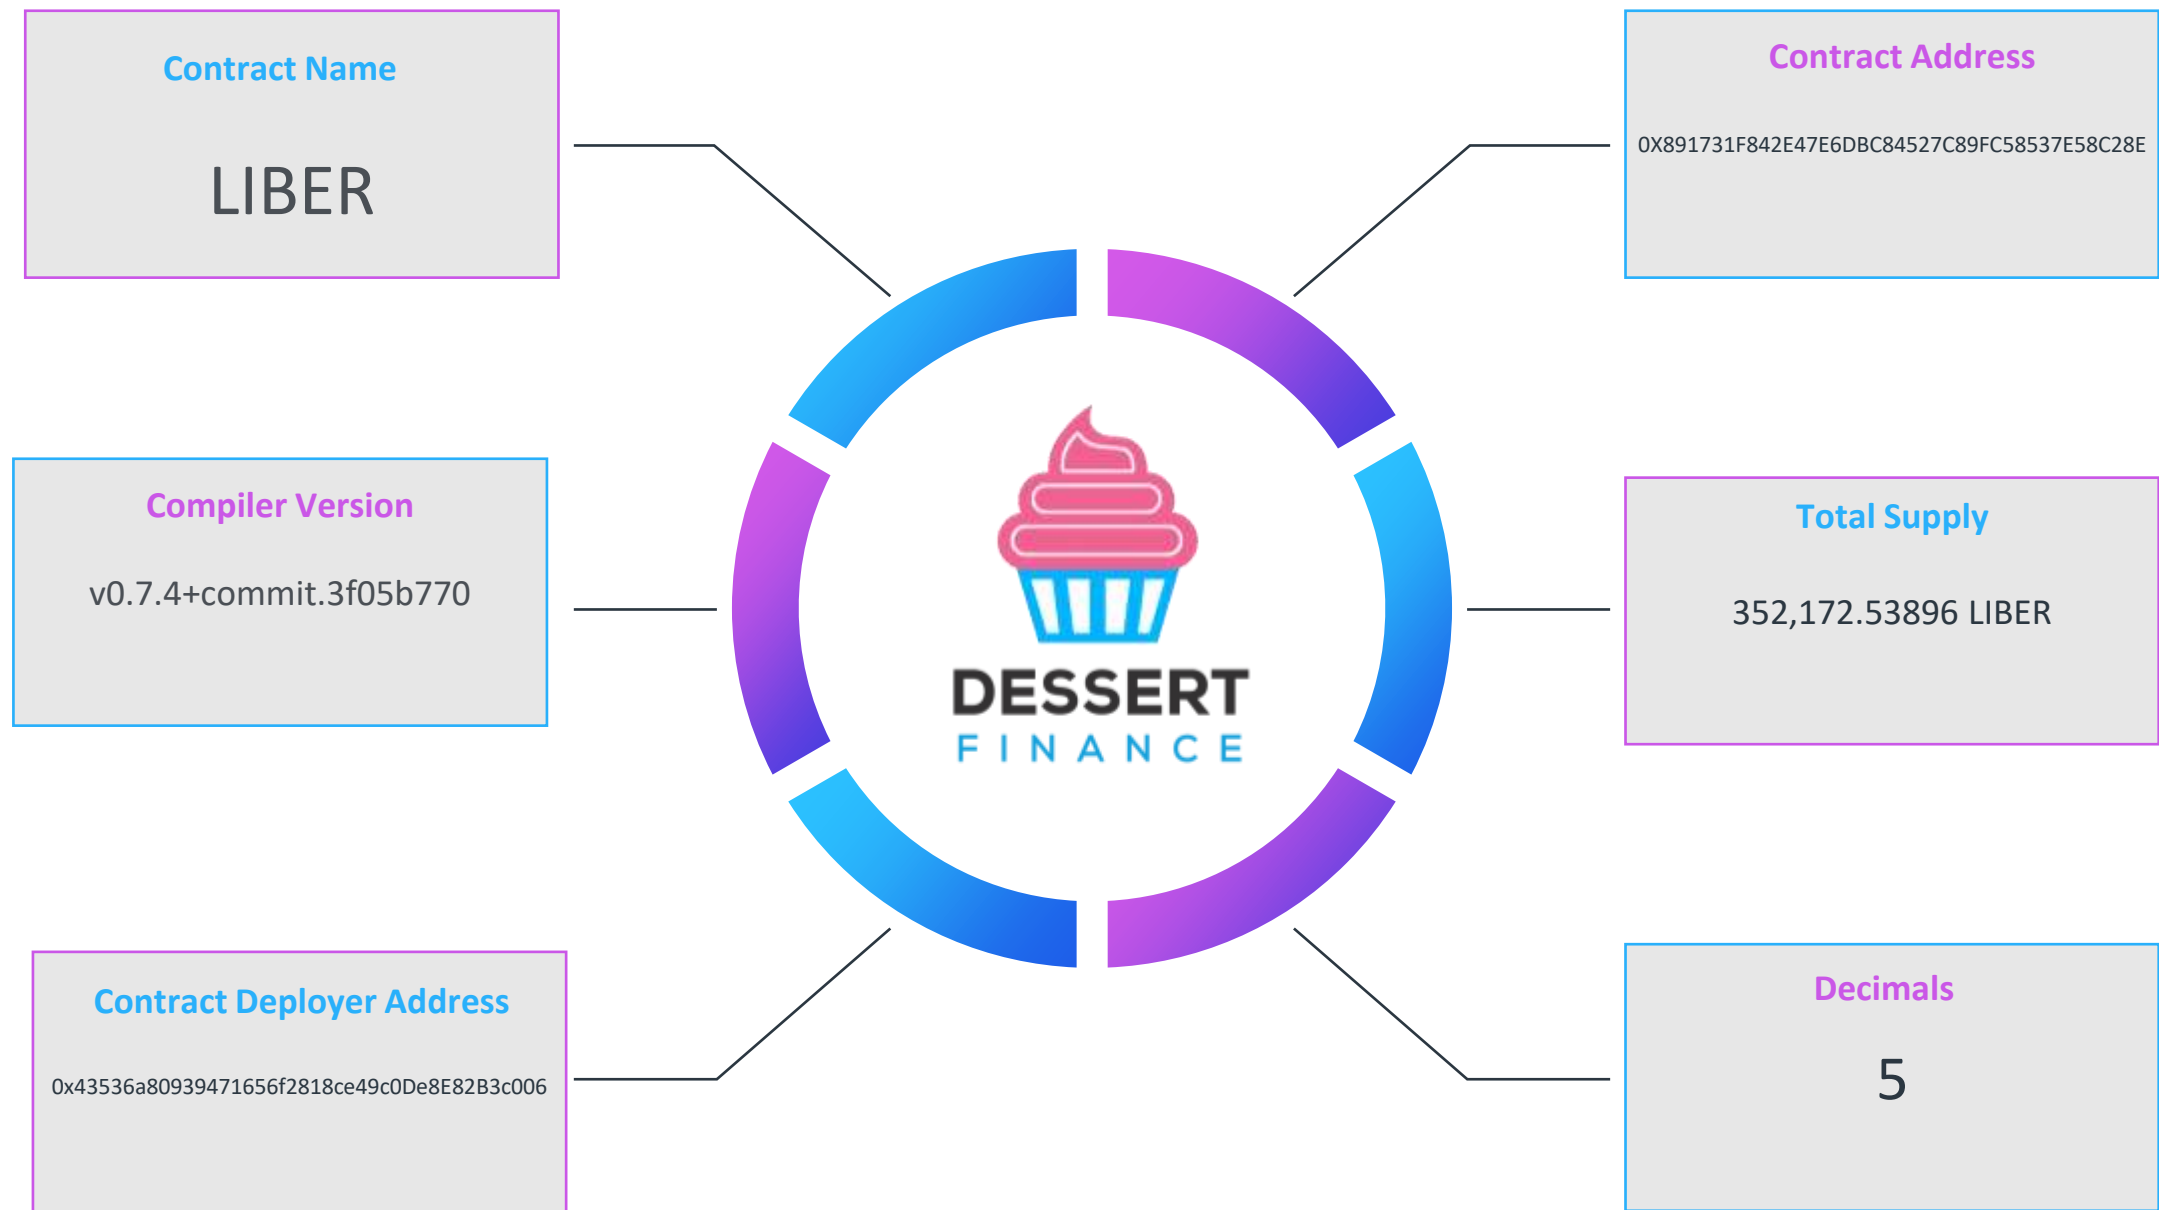 Contract Name
LIBER
Contract Address
0X891731F842E47E6DBC84527C89FC58537E58C28E
Compiler Version
v0.7.4+commit.3f05b770
DESSERT
FINANCE
Total Supply
352,172.53896 LIBER
Contract Deployer Address
0x43536a80939471656f2818ce49c0De8E82B3c006
Decimals
5